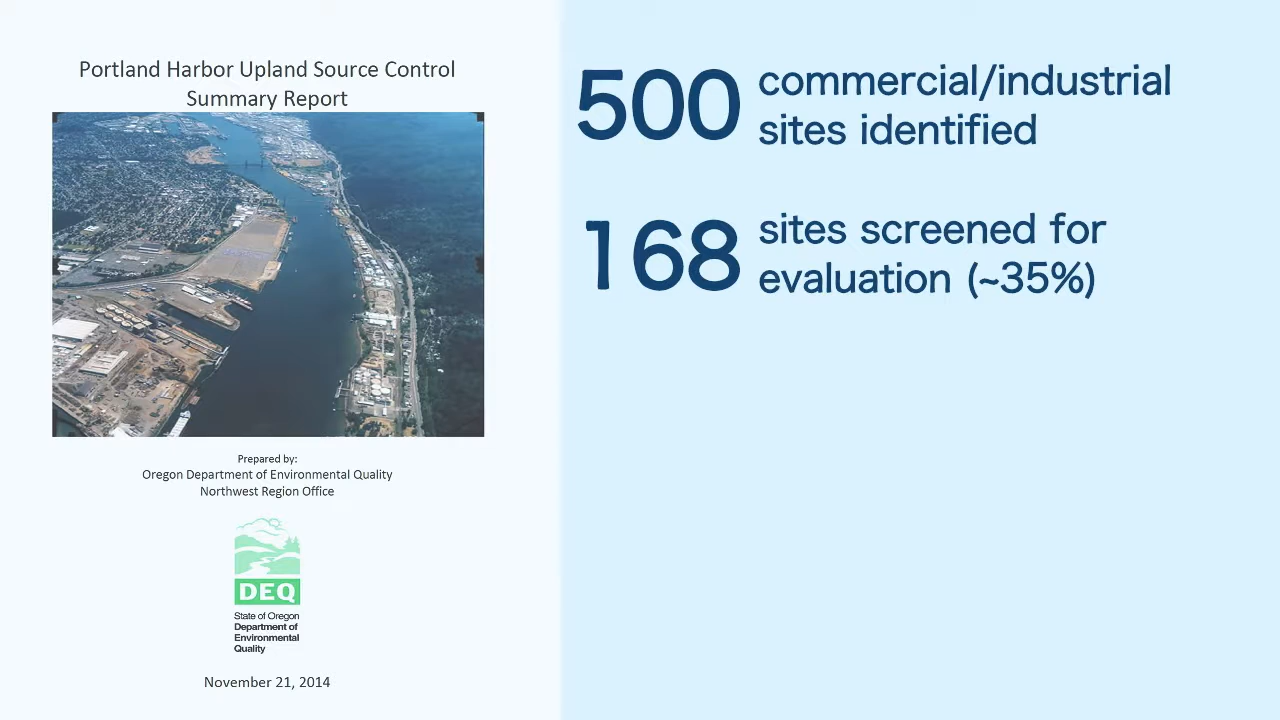 Portland Harbor Upland Source Control
Summary Report
Prepared by:
Oregon Department of Environmental Quality
Northwest Region Office
DEQ
State of Oregon
Department of
Environmental
Quality
November 21, 2014
500 commercial/industrial
sites identified
168 sites screened for
evaluation (~35%)